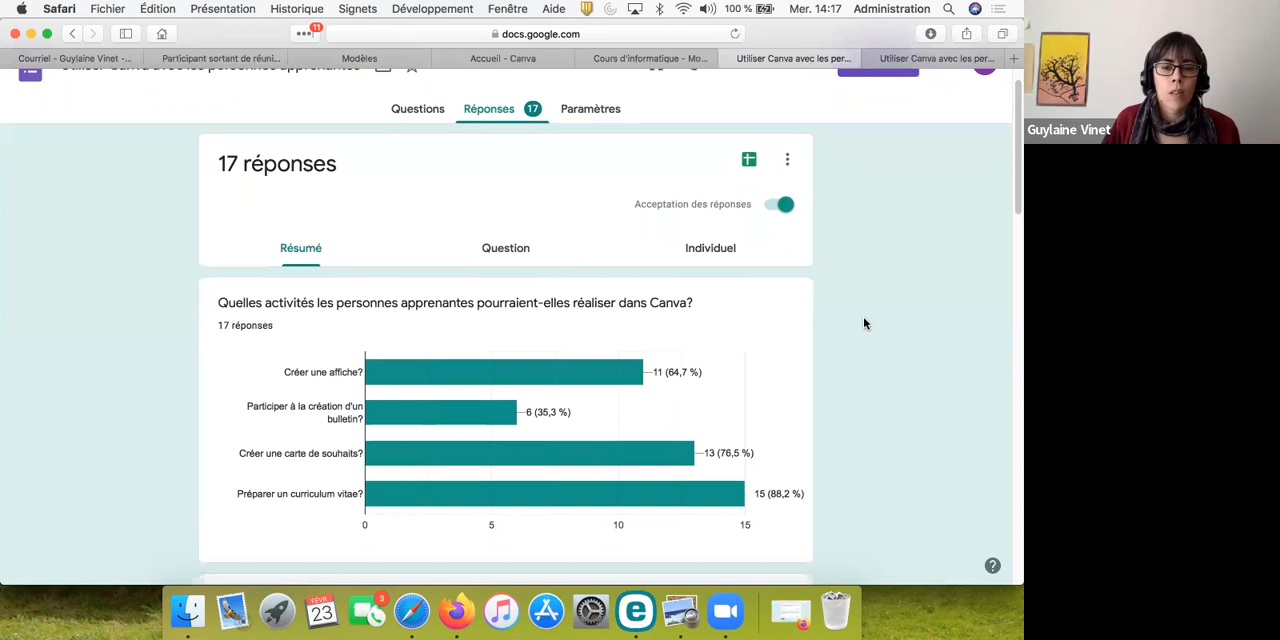 Safari Fichier Édition Présentation Historique Signets Développement Fenêtre Aide 100 % Mer. 14:17 Administration
11
docs.google.com
Courriel - Guylaine Vinet -... Participant sortant de réuni... Modèles Accueil - Canva Cours d'informatique - Mo... Utiliser Canva avec les per... Utiliser Canva avec les per...
Guylaine Vinet
Questions Réponses 17 Paramètres
17 réponses
Acceptation des réponses
Résumé Question Individuel
Quelles activités les personnes apprenantes pourraient-elles réaliser dans Canva?
17 réponses
Créer une affiche? 11 (64,7 %)
Participer à la création d'un
bulletin? 6 (35,3 %)
Créer une carte de souhaits? 13 (76,5 %)
Préparer un curriculum vitae? 15 (88,2 %)
0 5 10 15
FÉVR
23
3